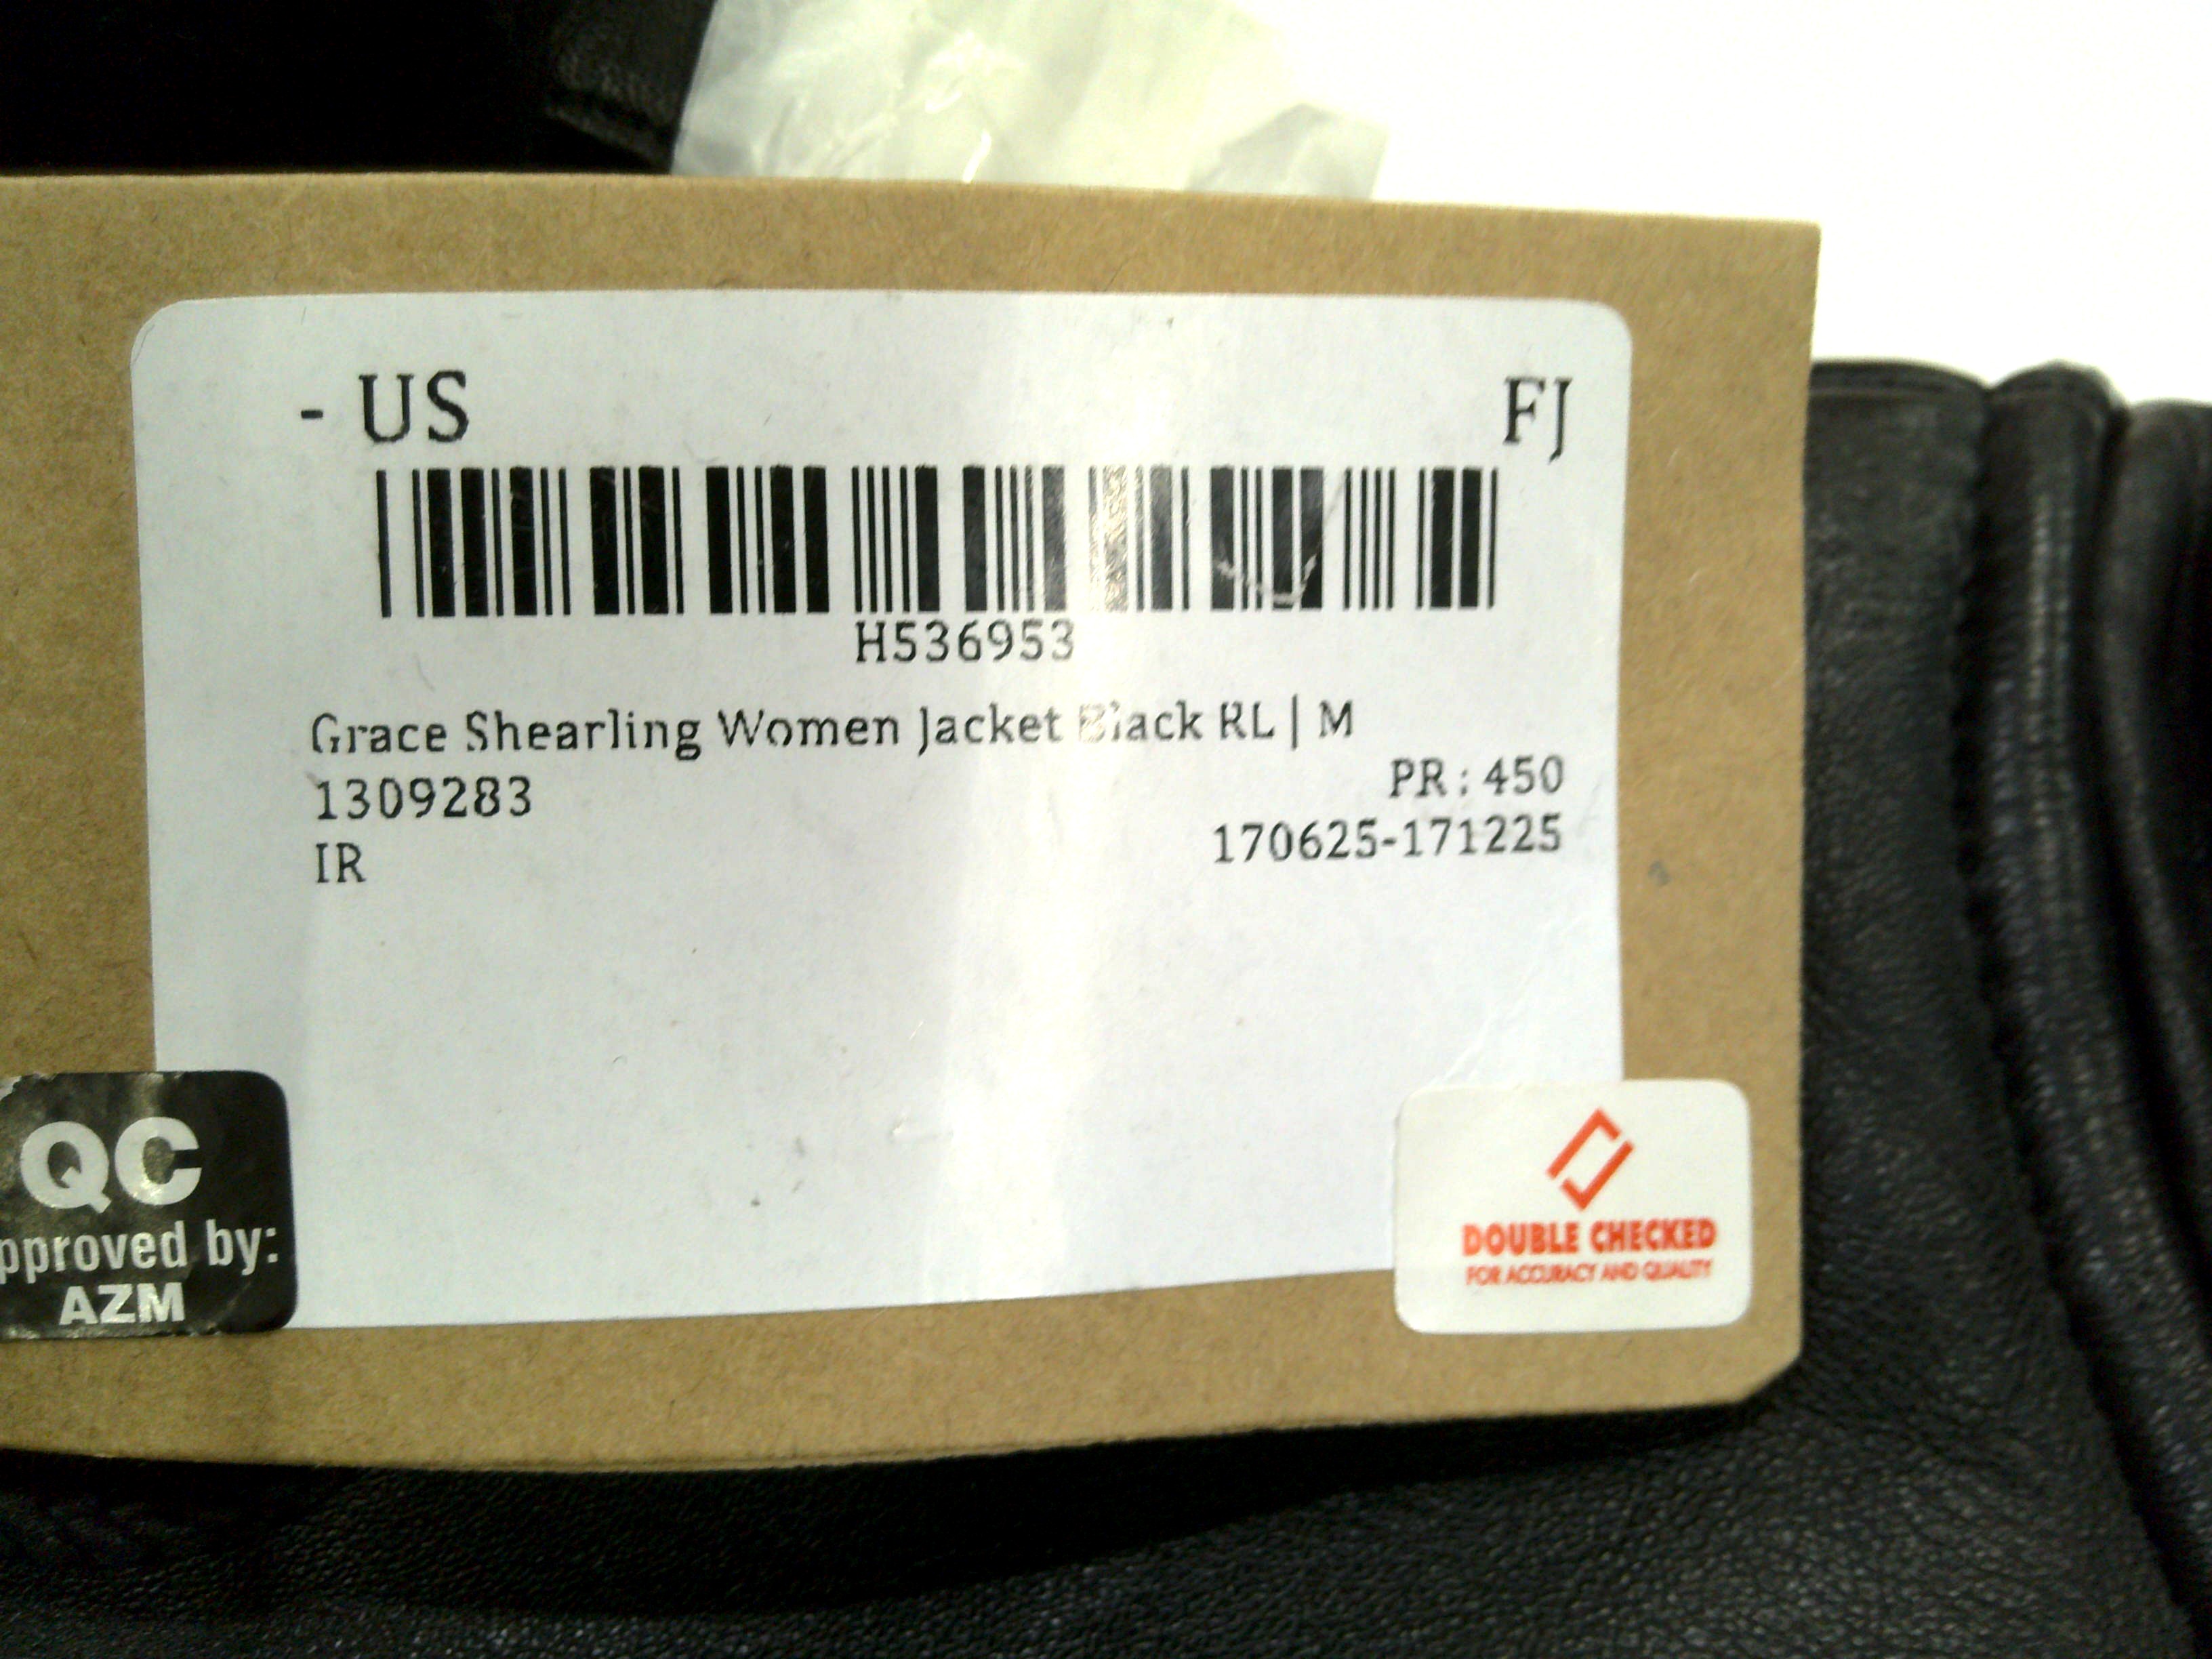 - US FJ
H536953
Grace Shearling Women Jacket Black RL | M
1309283 PR : 450
IR 170625-171225
QC
pproved by:
AZM
DOUBLE CHECKED
FOR ACCURACY AND QUALITY